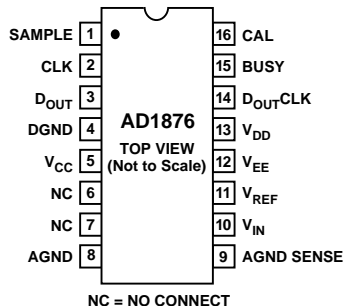 SAMPLE 1 16 CAL
CLK 2 15 BUSY
DOUT 3 14 DOUTCLK
DGND 4 AD1876 13 VDD
TOP VIEW
VCC 5 (Not to Scale) 12 VEE
NC 6 11 VREF
NC 7 10 VIN
AGND 8 9 AGND SENSE
NC = NO CONNECT